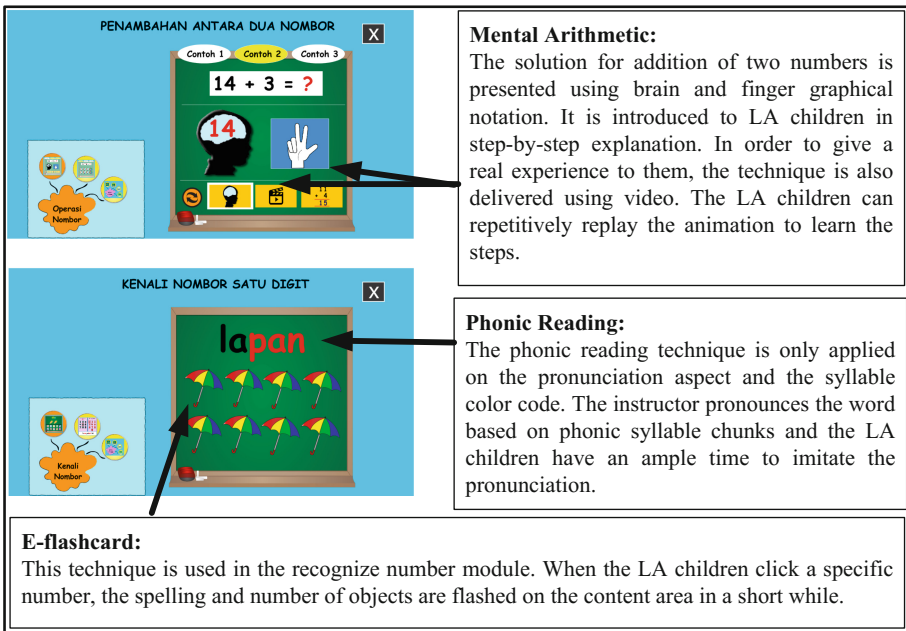 PENAMBAHAN ANTARA DUA NOMBOR
X
Contoh 1 Contoh 2 Contoh 3
14 + 3 = ?
14
Operasi
Nombor
Mental Arithmetic:
The solution for addition of two numbers is
presented using brain and finger graphical
notation. It is introduced to LA children in
step-by-step explanation. In order to give a
real experience to them, the technique is also
delivered using video. The LA children can
repetitively replay the animation to learn the
steps.
KENALI NOMBOR SATU DIGIT
X
lapan
Kenali
Nombor
Phonic Reading:
The phonic reading technique is only applied
on the pronunciation aspect and the syllable
color code. The instructor pronounces the word
based on phonic syllable chunks and the LA
children have an ample time to imitate the
pronunciation.
E-flashcard:
This technique is used in the recognize number module. When the LA children click a specific
number, the spelling and number of objects are flashed on the content area in a short while.